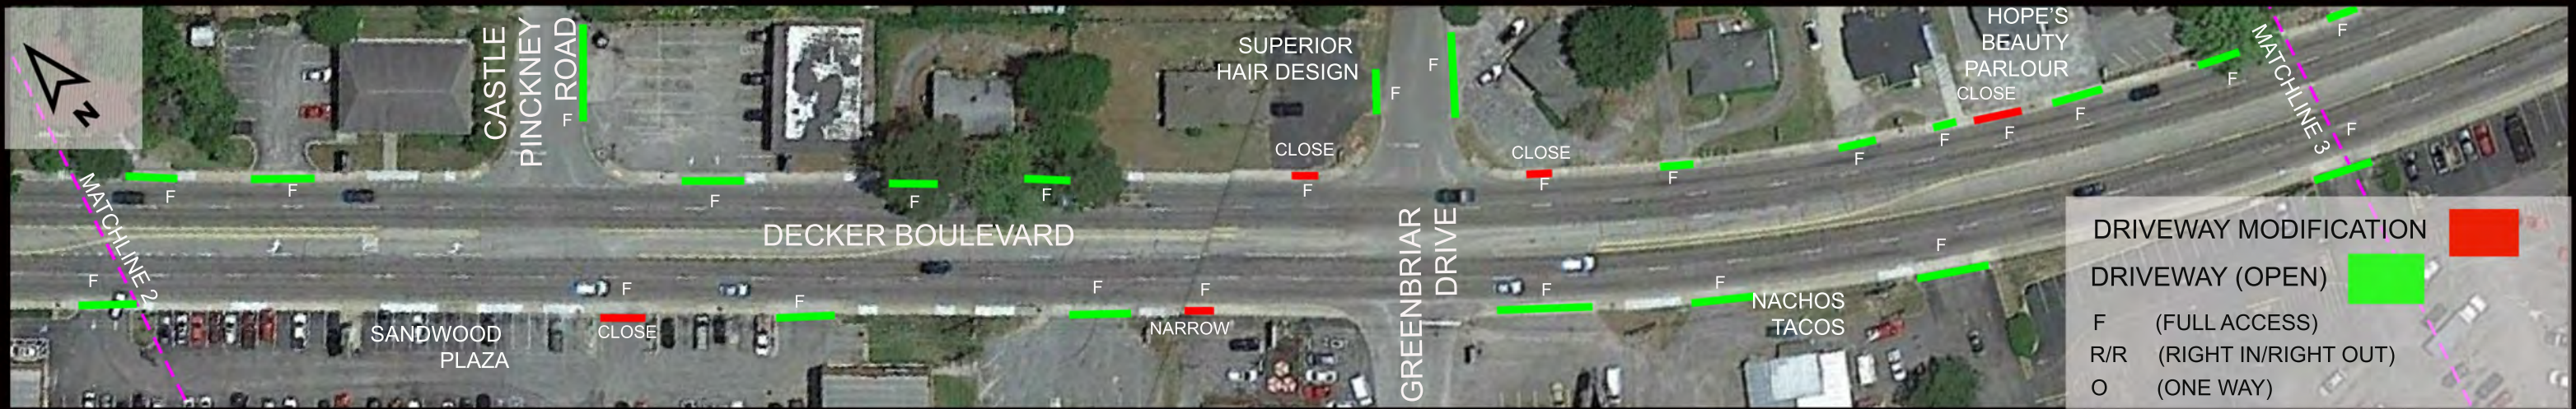 N
MATCHLINE 2
F
F
F
CASTLE
PINCKNEY
ROAD
F
F
F
F
SUPERIOR
HAIR DESIGN
CLOSE
F
F
F
CLOSE
F
F
F
F
HOPE'S
BEAUTY
PARLOUR
CLOSE
F
F
F
F
MATCHLINE 3
F
DECKER BOULEVARD
GREENBRIAR
DRIVE
SANDWOOD
PLAZA
F
CLOSE
F
F
F
NARROW
F
F
NACHOS
TACOS
F
DRIVEWAY MODIFICATION
DRIVEWAY (OPEN)
F (FULL ACCESS)
R/R (RIGHT IN/RIGHT OUT)
O (ONE WAY)